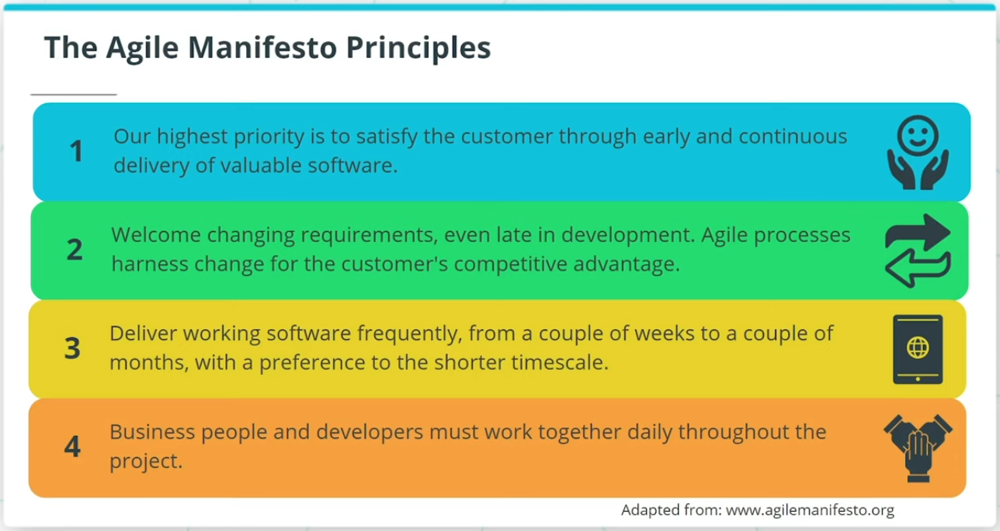 The Agile Manifesto Principles
1
Our highest priority is to satisfy the customer through early and continuous
delivery of valuable software.
2
Welcome changing requirements, even late in development. Agile processes
harness change for the customer's competitive advantage.
3
Deliver working software frequently, from a couple of weeks to a couple of
months, with a preference to the shorter timescale.
4
Business people and developers must work together daily throughout the
project.
Adapted from: www.agilemanifesto.org